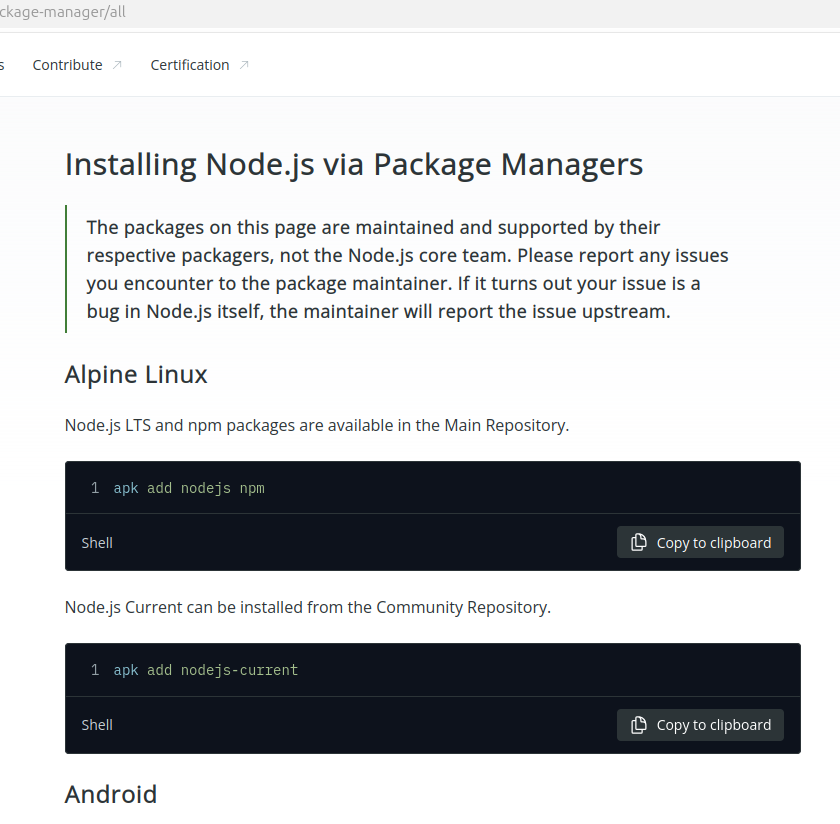 ckage-manager/all
s Contribute Certification
Installing Node.js via Package Managers
The packages on this page are maintained and supported by their
respective packagers, not the Node.js core team. Please report any issues
you encounter to the package maintainer. If it turns out your issue is a
bug in Node.js itself, the maintainer will report the issue upstream.
Alpine Linux
Node.js LTS and npm packages are available in the Main Repository.
1 apk add nodejs npm
Shell Copy to clipboard
Node.js Current can be installed from the Community Repository.
1 apk add nodejs-current
Shell Copy to clipboard
Android